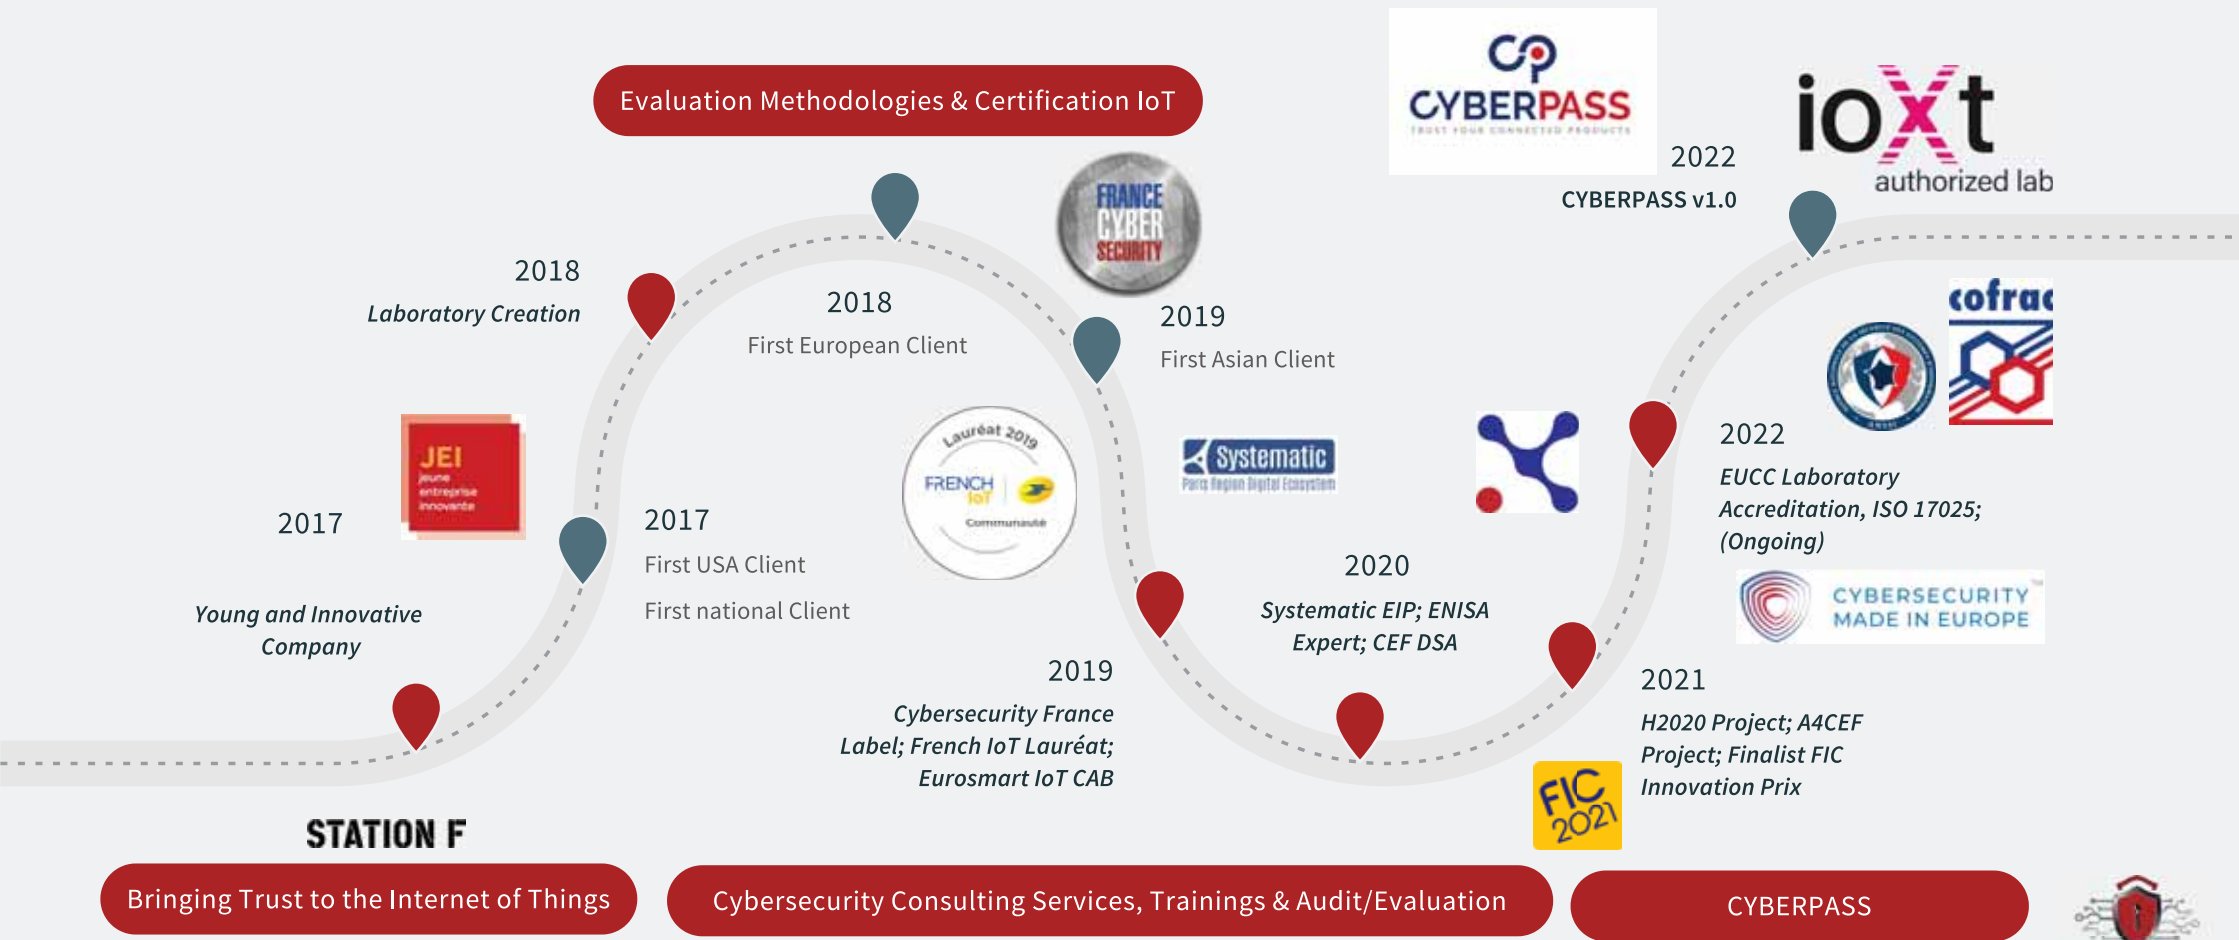 Evaluation Methodologies & Certification IoT
CYBERPASS
TRUST YOUR CONNECTED PRODUCTS
ioxt
authorized lab
2022
CYBERPASS v1.0
FRANCE
CYBER
SECURITY
2018
Laboratory Creation
2018
First European Client
2019
First Asian Client
cofrac
JEI
jeune
entreprise
innovante
Lauréat 2019
FRENCH
IoT
Communauté
Systematic
Paris Region Digital Ecosystem
2022
EUCC Laboratory
Accreditation, ISO 17025;
(Ongoing)
2017
Young and Innovative
Company
2017
First USA Client
First national Client
2020
Systematic EIP; ENISA
Expert; CEF DSA
CYBERSECURITY
MADE IN EUROPE
2019
Cybersecurity France
Label; French IoT Lauréat;
Eurosmart IoT CAB
2021
H2020 Project; A4CEF
Project; Finalist FIC
Innovation Prix
FIC
2021
STATION F
Bringing Trust to the Internet of Things
Cybersecurity Consulting Services, Trainings & Audit/Evaluation
CYBERPASS